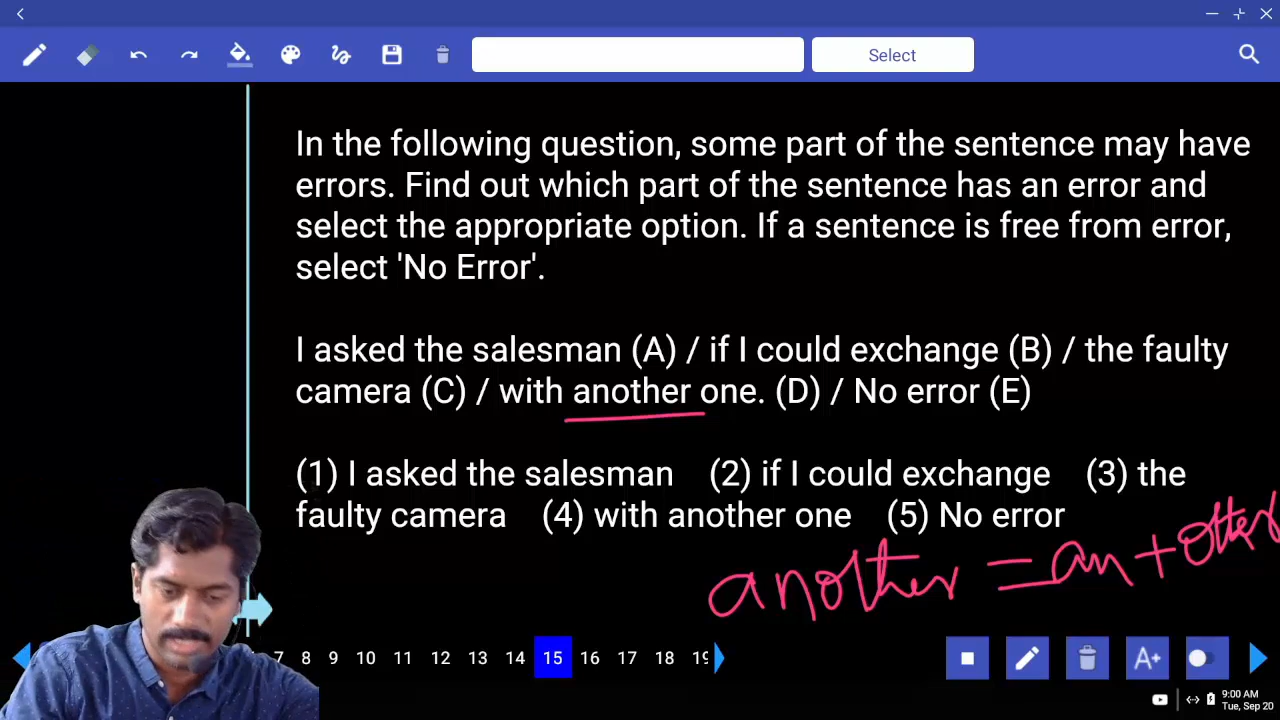 Select
In the following question, some part of the sentence may have
errors. Find out which part of the sentence has an error and
select the appropriate option. If a sentence is free from error,
select 'No Error'.
I asked the salesman (A) / if I could exchange (B) / the faulty
camera (C) / with another one. (D) / No error (E)
(1) I asked the salesman (2) if I could exchange (3) the
faulty camera (4) with another one (5) No error
another = an + other
7 8 9 10 11 12 13 14 15 16 17 18 19
A+
9:00 AM
Tue, Sep 20